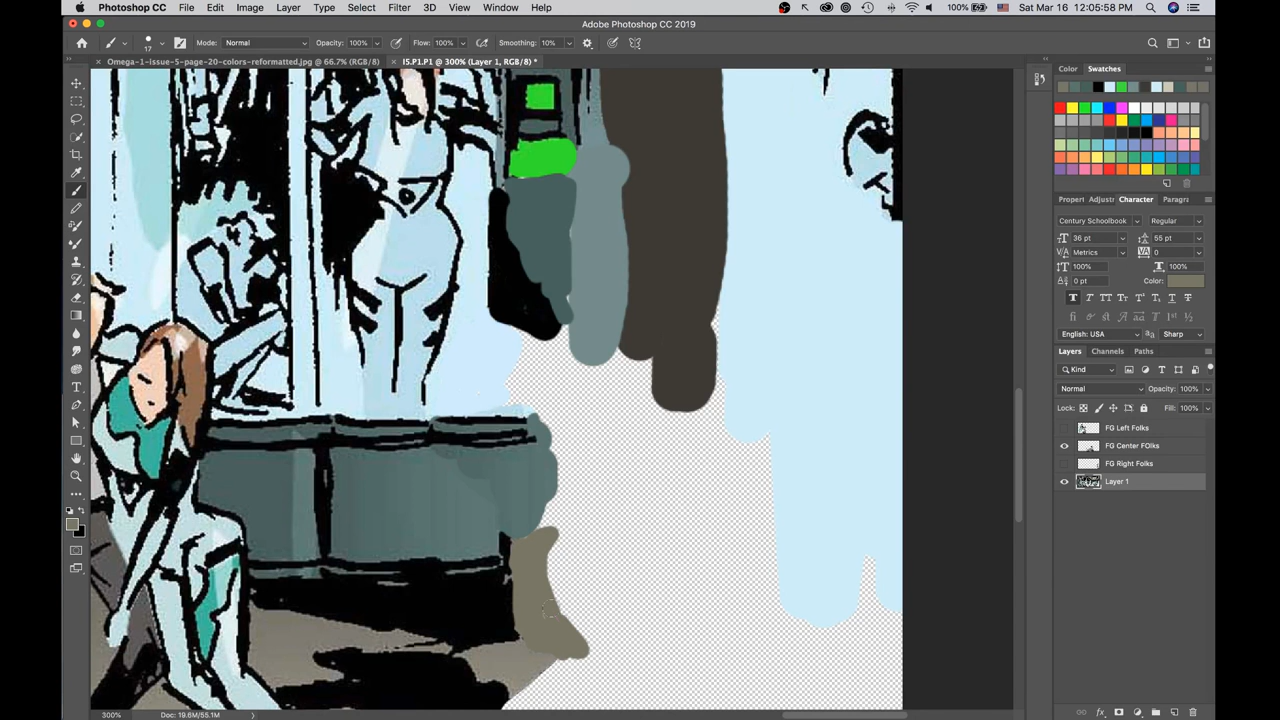 Photoshop CC File Edit Image Layer Type Select Filter 3D View Window Help 100% Sat Mar 16 12:05:58 PM
Adobe Photoshop CC 2019
17 Mode: Normal Opacity: 100% Flow: 100% Smoothing: 10%
Omega-1-issue-5-page-20-colors-reformatted.jpg @ 66.7% (RGB/8) I5.P1.P1 @ 300% (Layer 1, RGB/8) *
Color Swatches
Propert Adjustr Character Paragra
Century Schoolbook Regular
36 pt 55 pt
Metrics 0
100% 100%
0 pt Color:
English: USA Sharp
Layers Channels Paths
Kind
Normal Opacity: 100%
Lock: Fill: 100%
FG Left Folks
FG Center FOlks
FG Right Folks
Layer 1
300% Doc: 19.6M/55.1M